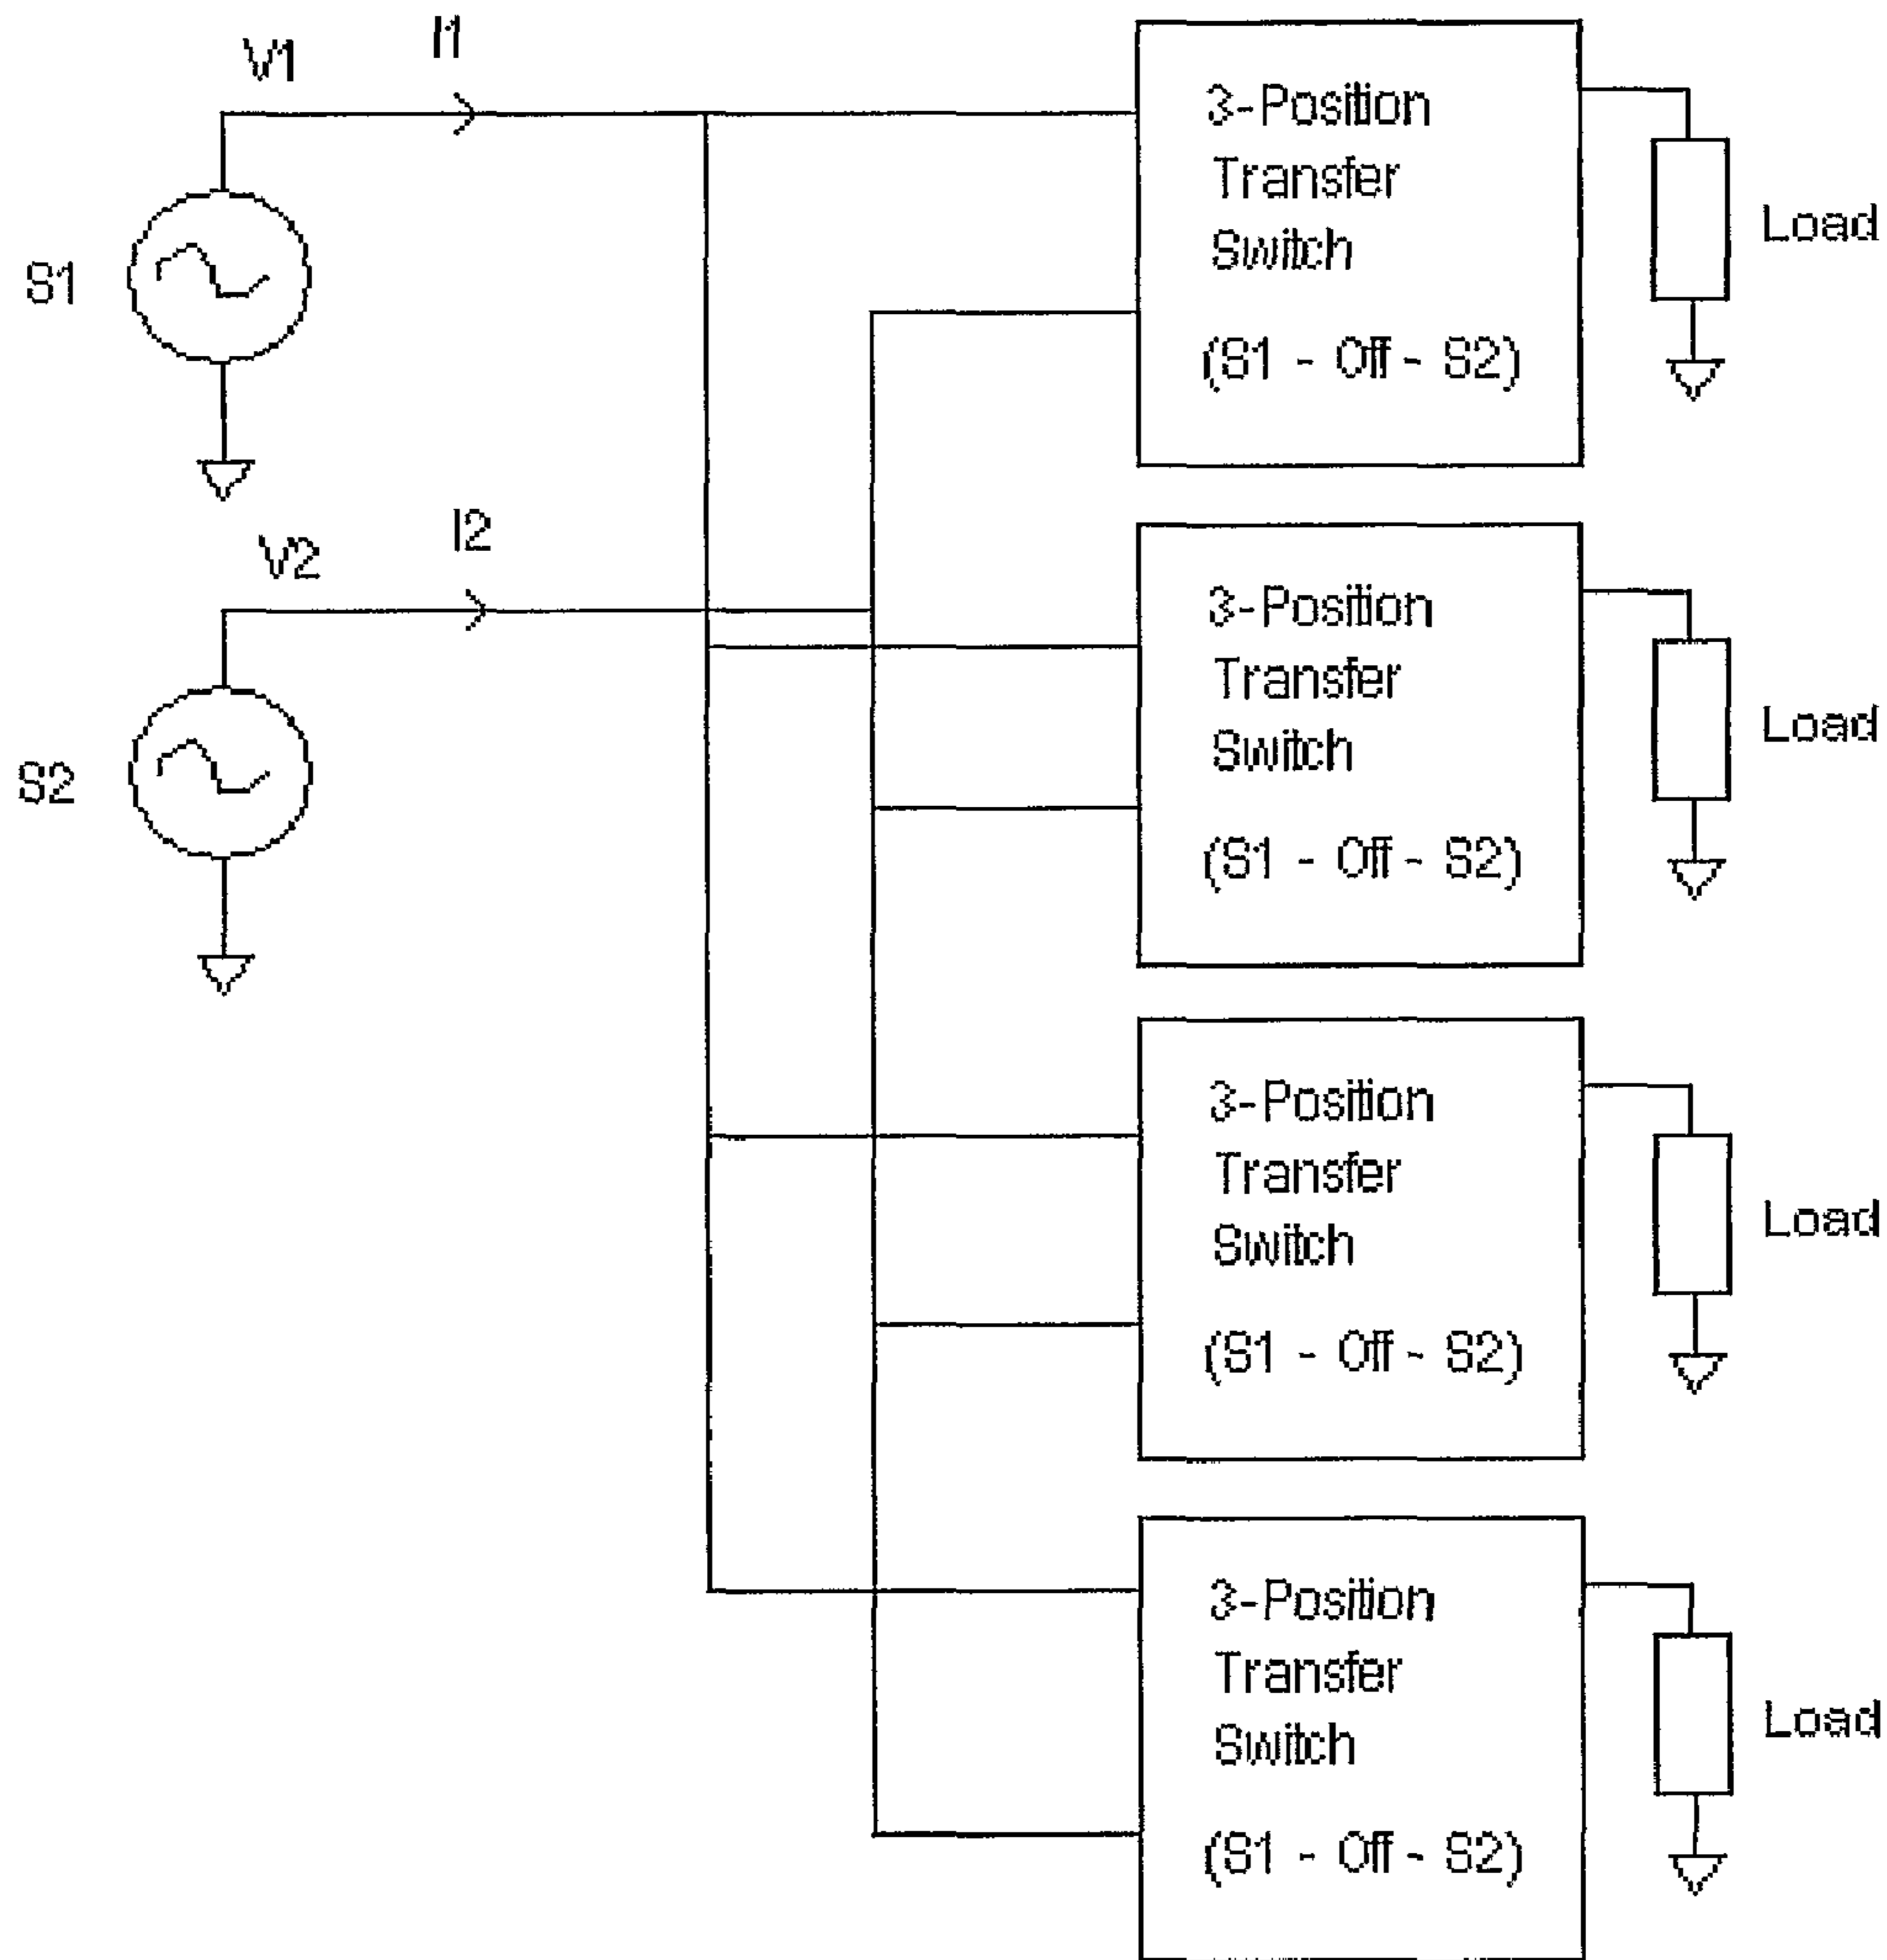 V1
I1
3-Position
Transfer
Switch
(S1 - Off - S2)
Load
S1
V2
I2
3-Position
Transfer
Switch
(S1 - Off - S2)
Load
S2
3-Position
Transfer
Switch
(S1 - Off - S2)
Load
3-Position
Transfer
Switch
(S1 - Off - S2)
Load